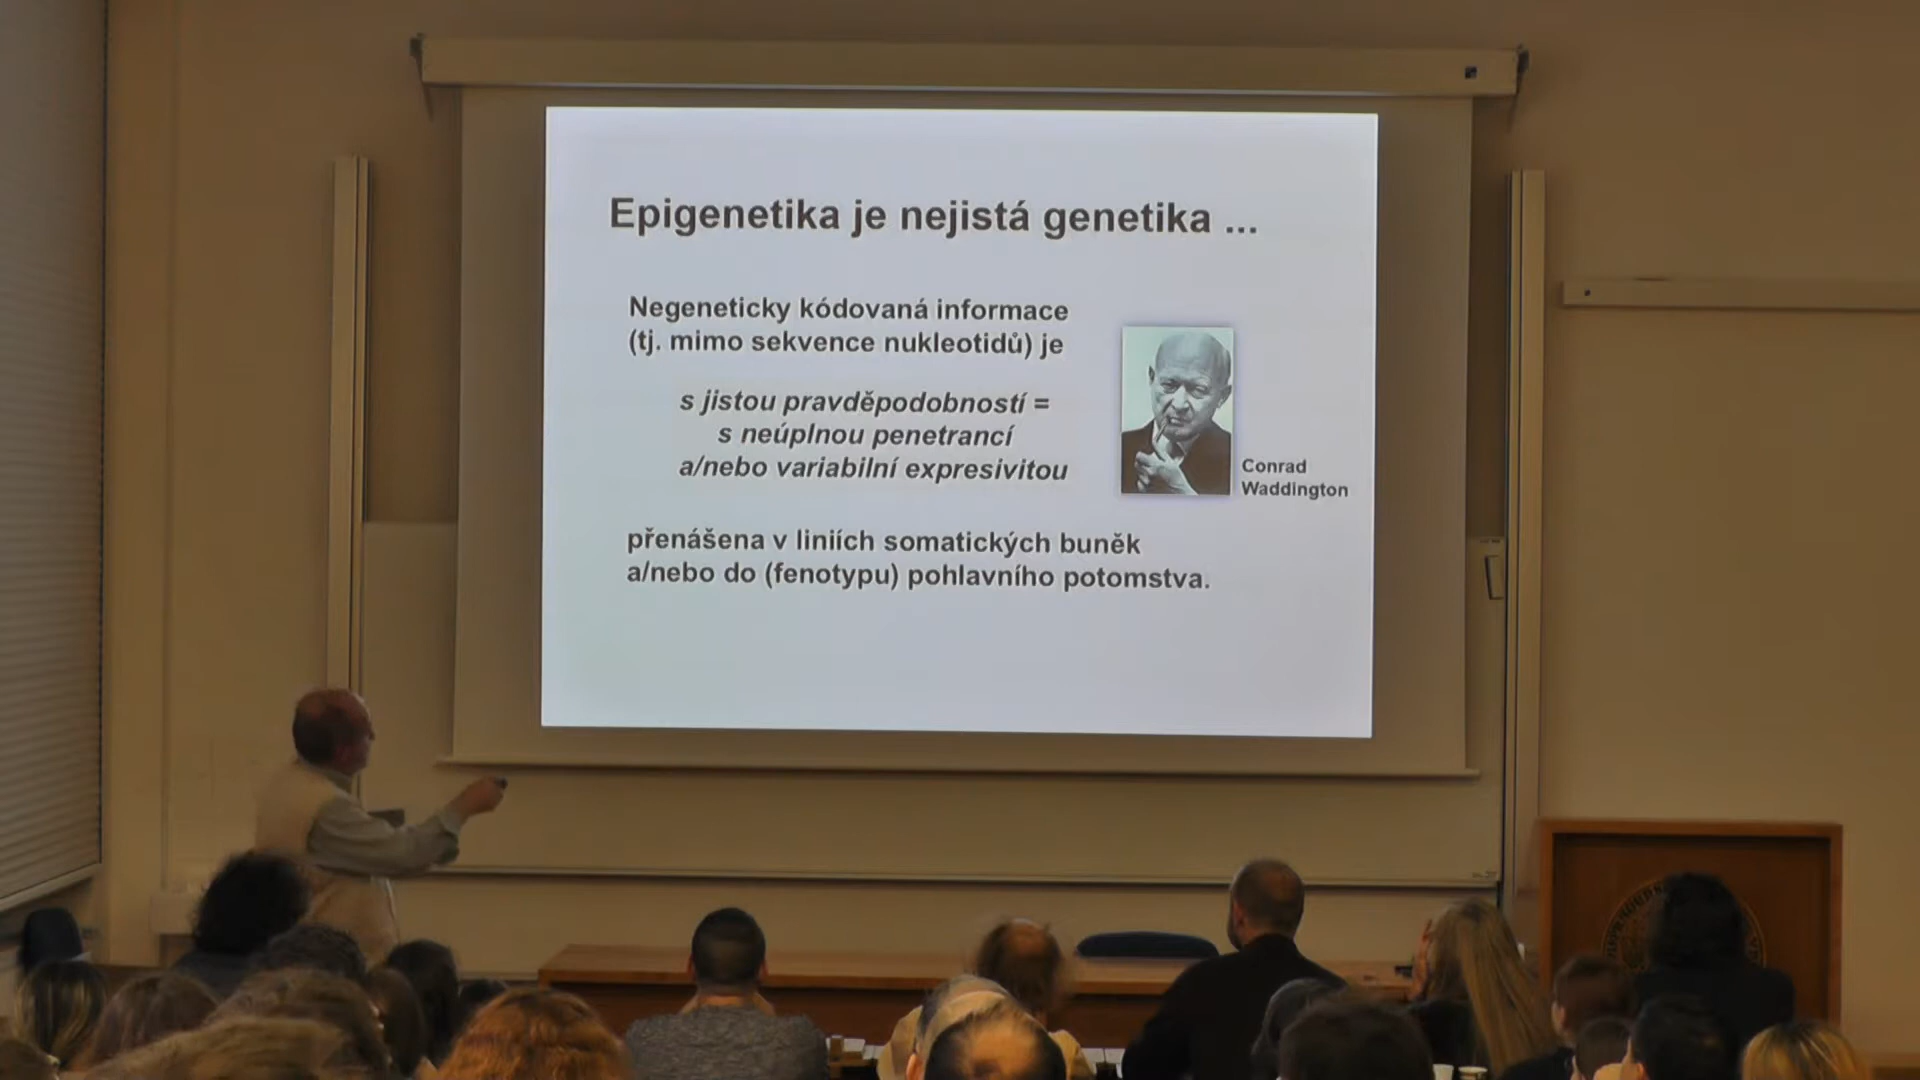 Epigenetika je nejistá genetika ...
Negeneticky kódovaná informace
(tj. mimo sekvence nukleotidů) je
s jistou pravděpodobností =
s neúplnou penetrancí
a/nebo variabilní expresivitou
Conrad
Waddington
přenášena v liniích somatických buněk
a/nebo do (fenotypu) pohlavního potomstva.